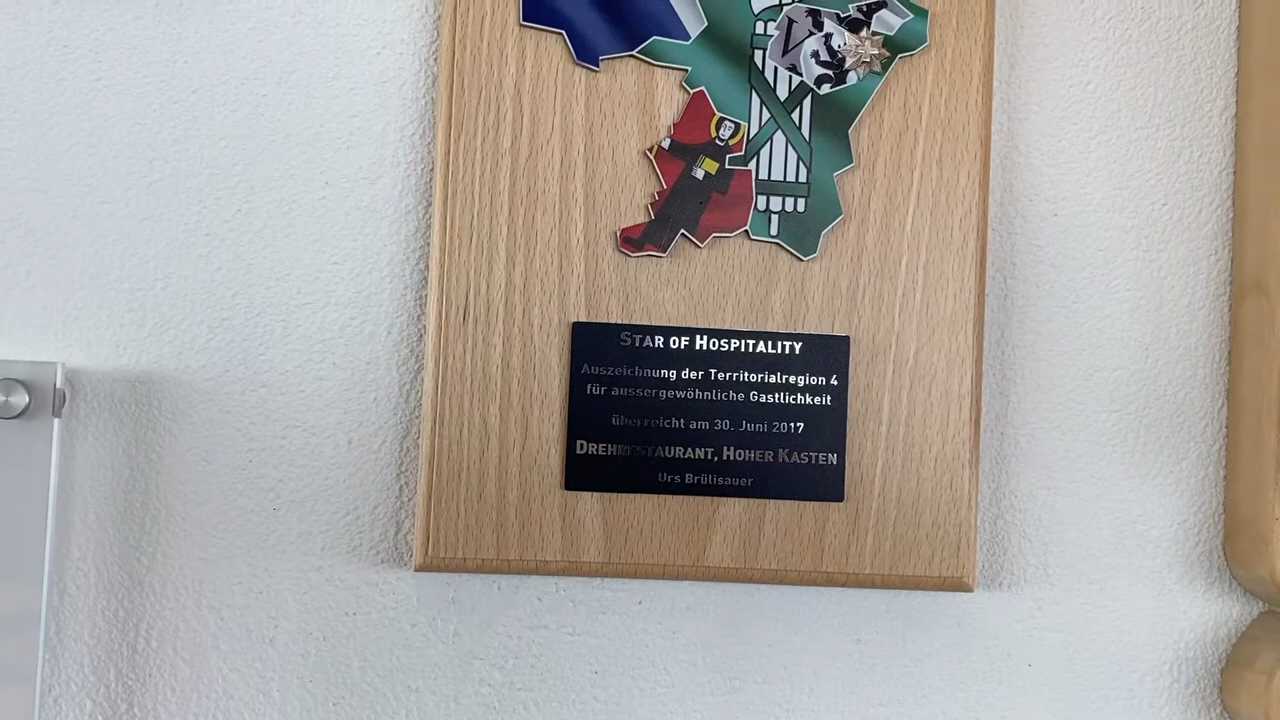 STAR OF HOSPITALITY
Auszeichnung der Territorialregion 4
für aussergewöhnliche Gastlichkeit
überreicht am 30. Juni 2017
DREHRESTAURANT, HOHER KASTEN
Urs Brülisauer